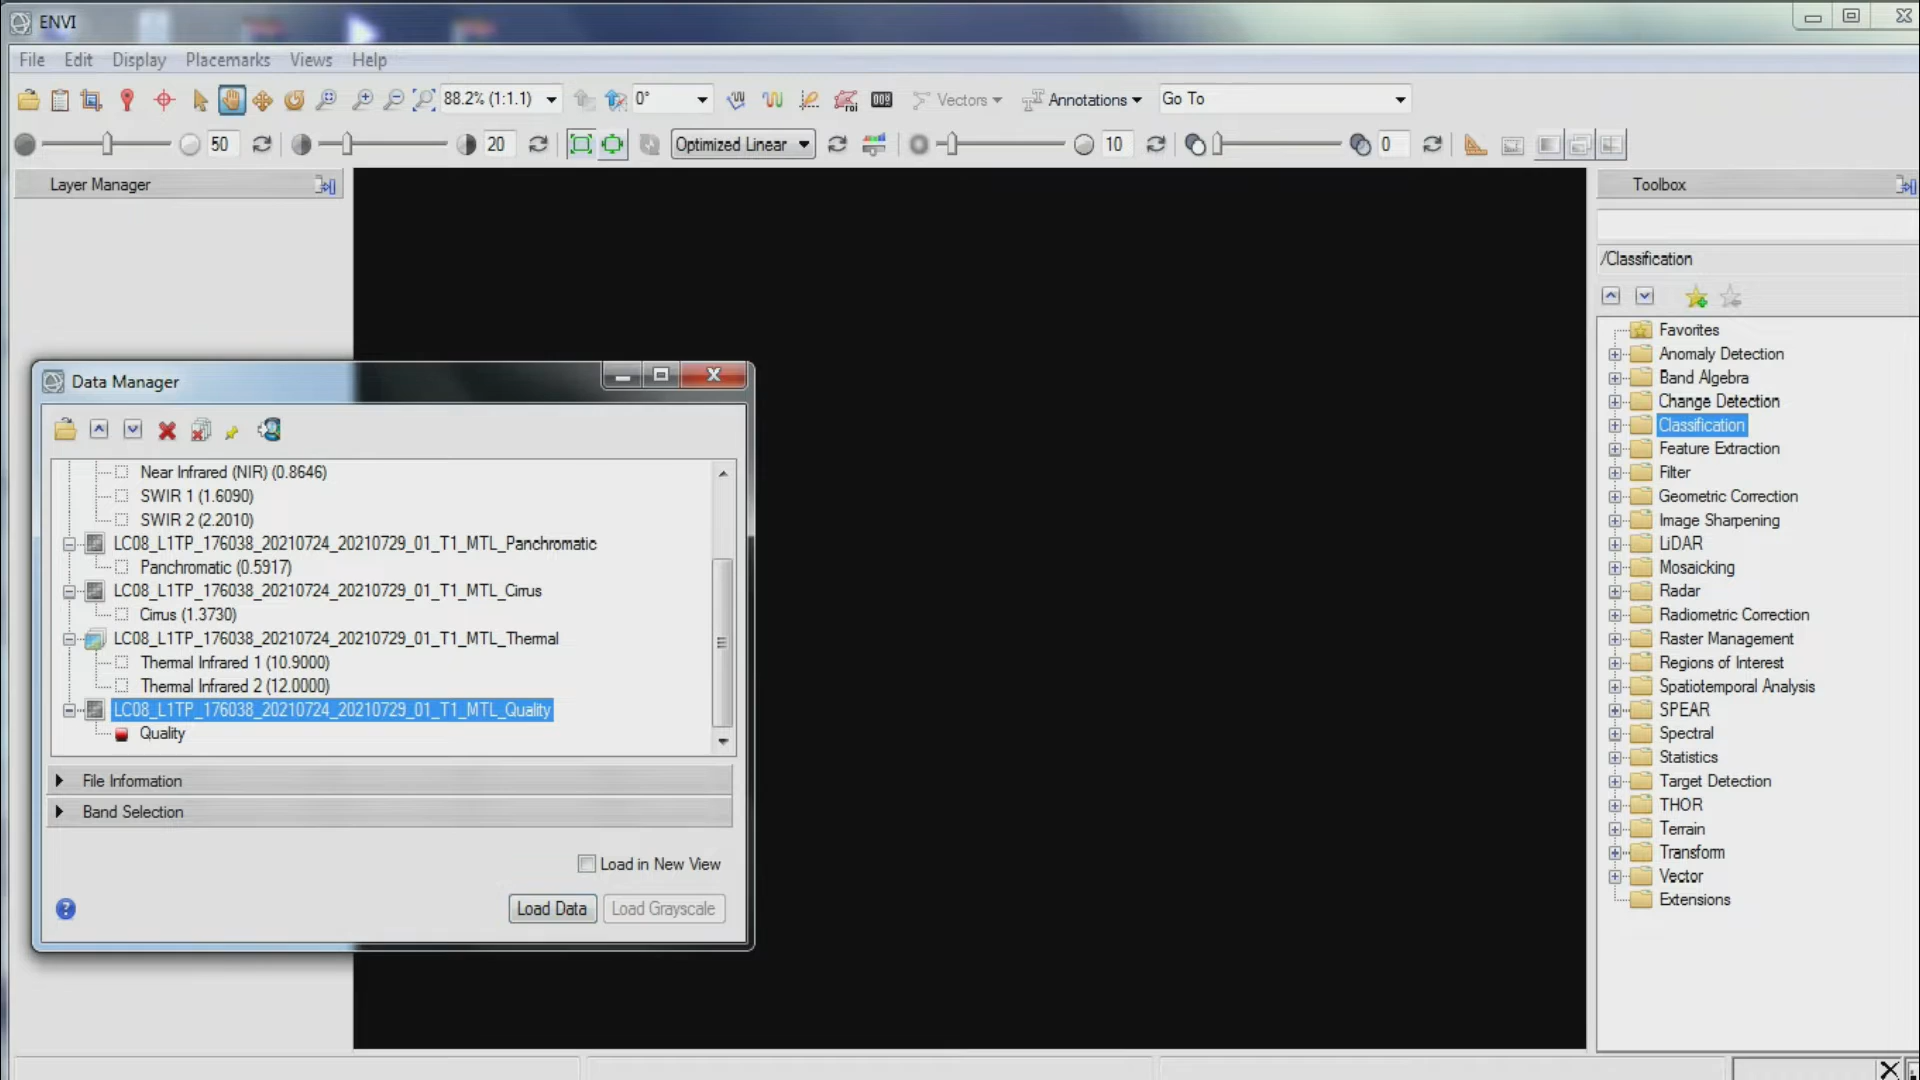 ENVI
File Edit Display Placemarks Views Help
88.2% (1:1.1) 0° Vectors Annotations Go To
50 20 Optimized Linear 10 0
Layer Manager
Toolbox
/Classification
Favorites
Anomaly Detection
Band Algebra
Change Detection
Classification
Feature Extraction
Filter
Geometric Correction
Image Sharpening
LiDAR
Mosaicking
Radar
Radiometric Correction
Raster Management
Regions of Interest
Spatiotemporal Analysis
SPEAR
Spectral
Statistics
Target Detection
THOR
Terrain
Transform
Vector
Extensions
Data Manager
Near Infrared (NIR) (0.8646)
SWIR 1 (1.6090)
SWIR 2 (2.2010)
LC08_L1TP_176038_20210724_20210729_01_T1_MTL_Panchromatic
Panchromatic (0.5917)
LC08_L1TP_176038_20210724_20210729_01_T1_MTL_Cirrus
Cirrus (1.3730)
LC08_L1TP_176038_20210724_20210729_01_T1_MTL_Thermal
Thermal Infrared 1 (10.9000)
Thermal Infrared 2 (12.0000)
LC08_L1TP_176038_20210724_20210729_01_T1_MTL_Quality
Quality
File Information
Band Selection
Load in New View
Load Data Load Grayscale